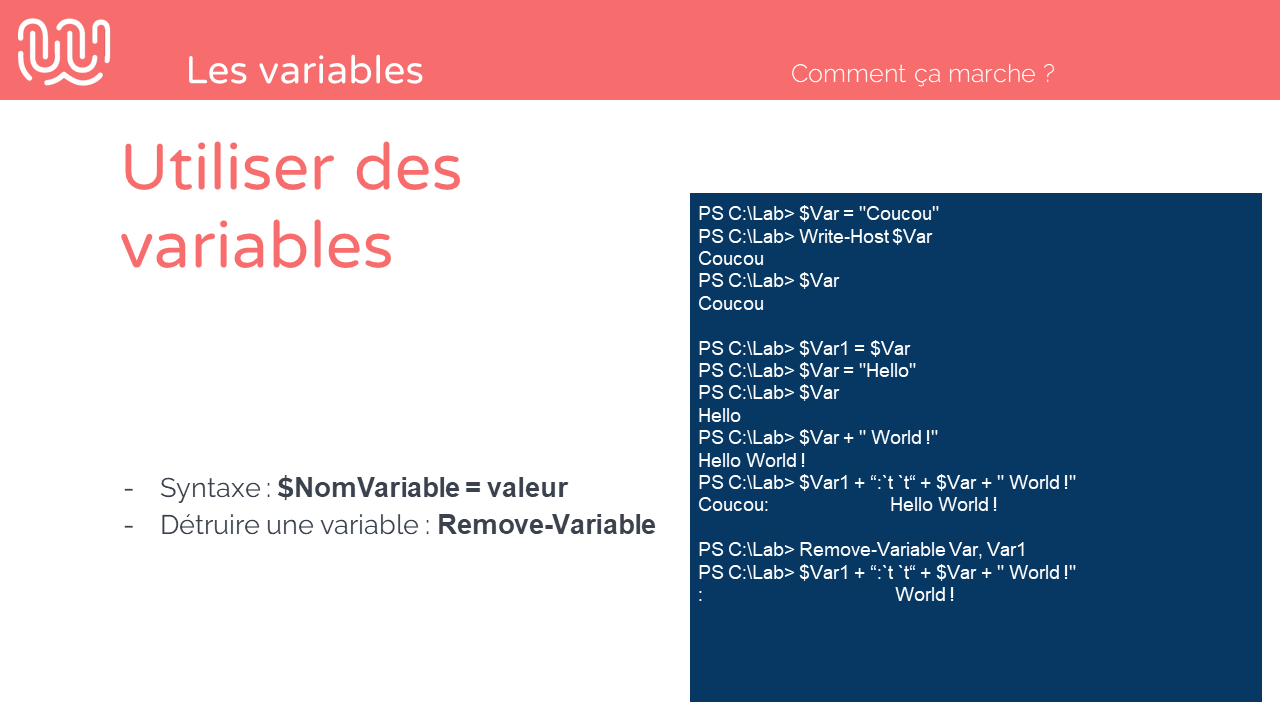 Les variables
Comment ça marche ?
Utiliser des
variables
- Syntaxe : $NomVariable = valeur
- Détruire une variable : Remove-Variable
PS C:\Lab> $Var = "Coucou"
PS C:\Lab> Write-Host $Var
Coucou
PS C:\Lab> $Var
Coucou
PS C:\Lab> $Var1 = $Var
PS C:\Lab> $Var = "Hello"
PS C:\Lab> $Var
Hello
PS C:\Lab> $Var + " World !"
Hello World !
PS C:\Lab> $Var1 + “:`t `t“ + $Var + " World !"
Coucou: Hello World !
PS C:\Lab> Remove-Variable Var, Var1
PS C:\Lab> $Var1 + “:`t `t“ + $Var + " World !"
: World !